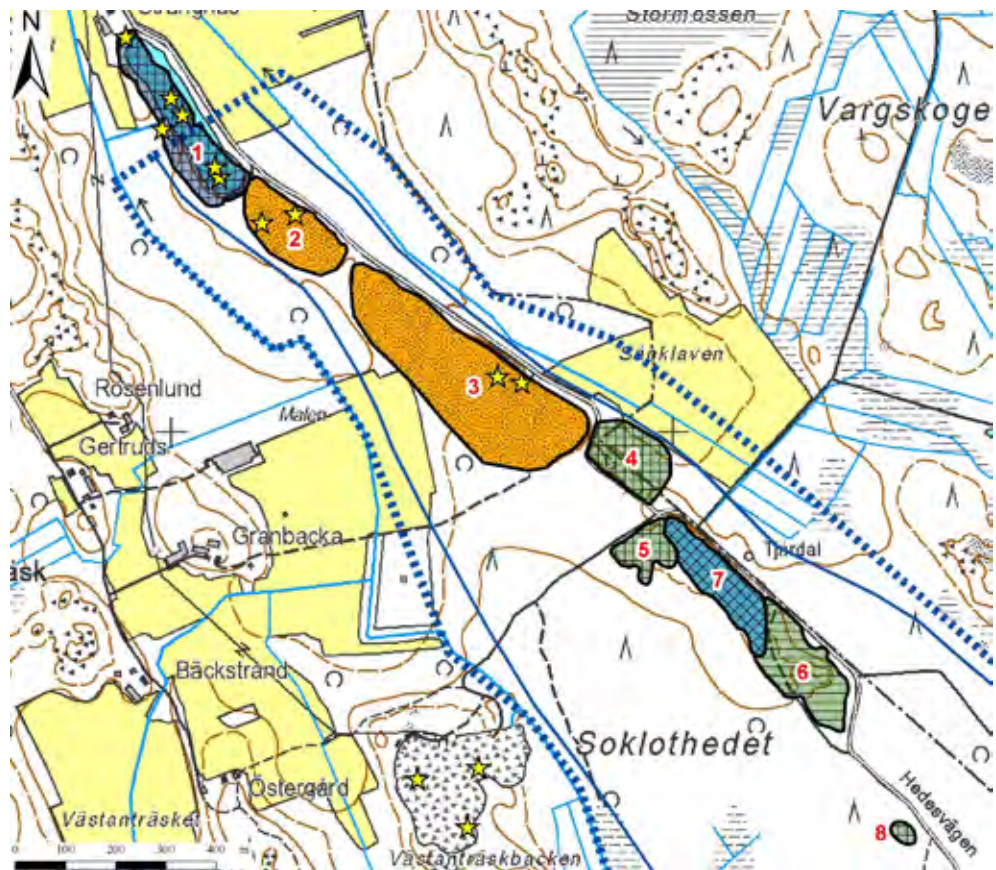 N
Stormossen
Vargskoge
1
2
3
Sänklaven
Rosenlund
Malen
Gertruds
4
Granbacka
5
7
6
Bäckstrand
Soklothedet
Östergård
Hedesvägen
Västanträsket
8
Västanträskbacken
0 100 200 300 400 m